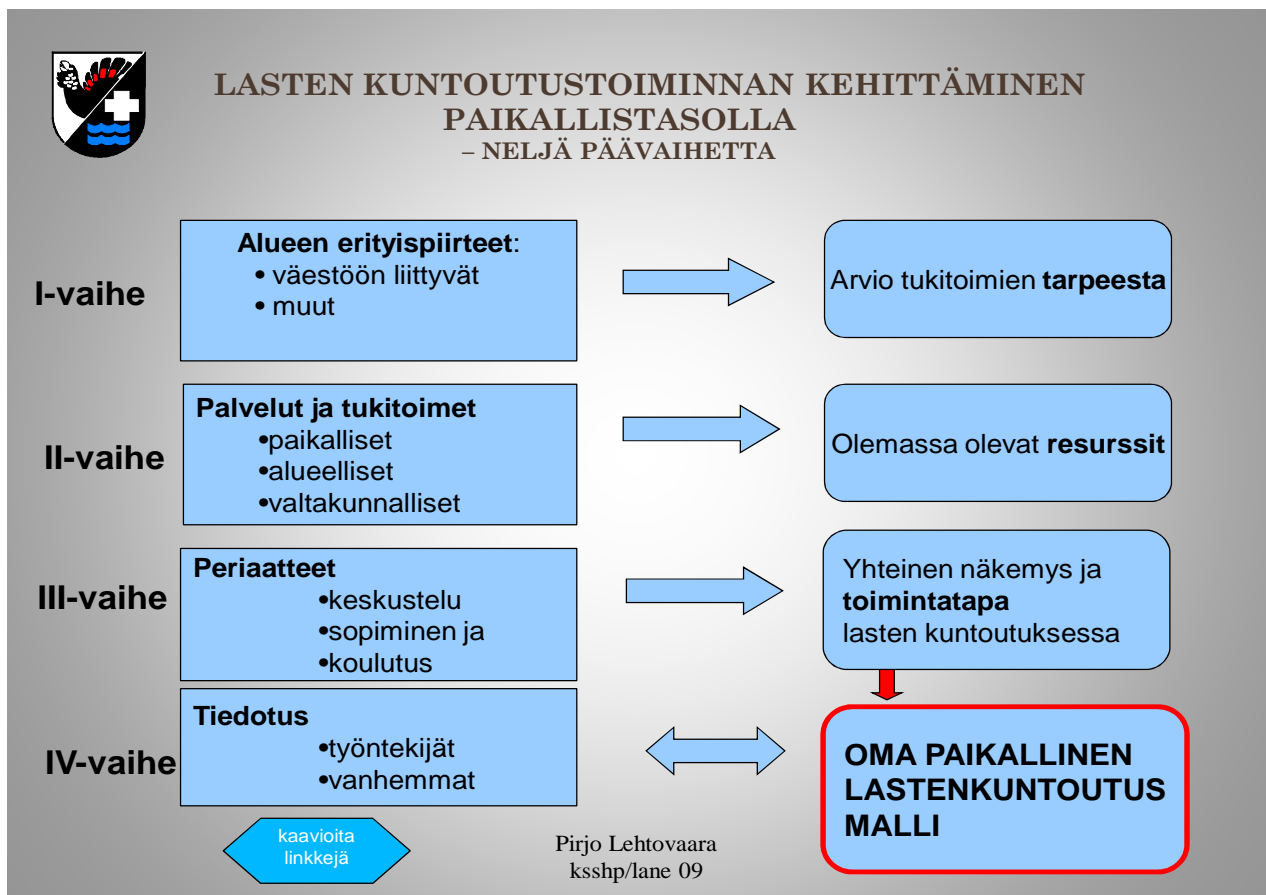 LASTEN KUNTOUTUSTOIMINNAN KEHITTÄMINEN
PAIKALLISTASOLLA
– NELJÄ PÄÄVAIHETTA
I-vaihe
Alueen erityispiirteet:
• väestöön liittyvät
• muut
Arvio tukitoimien tarpeesta
II-vaihe
Palvelut ja tukitoimet
•paikalliset
•alueelliset
•valtakunnalliset
Olemassa olevat resurssit
III-vaihe
Periaatteet
•keskustelu
•sopiminen ja
•koulutus
Yhteinen näkemys ja
toimintatapa
lasten kuntoutuksessa
IV-vaihe
Tiedotus
•työntekijät
•vanhemmat
OMA PAIKALLINEN
LASTENKUNTOUTUS
MALLI
kaavioita
linkkejä
Pirjo Lehtovaara
ksshp/lane 09